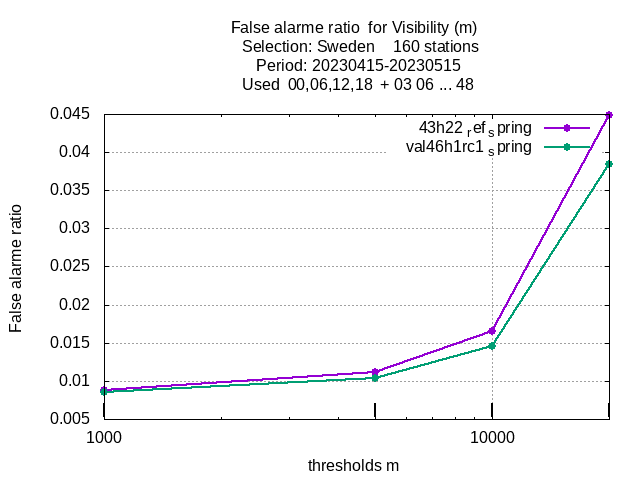 False alarme ratio  for Visibility (m)
Selection: Sweden    160 stations
Period: 20230415-20230515
Used  00,06,12,18  + 03 06 ... 48
0.045
0.04
0.035
0.03
0.025
0.02
0.015
0.01
0.005
False alarme ratio
43h22 ref spring
val46h1rc1 spring
1000
10000
thresholds m